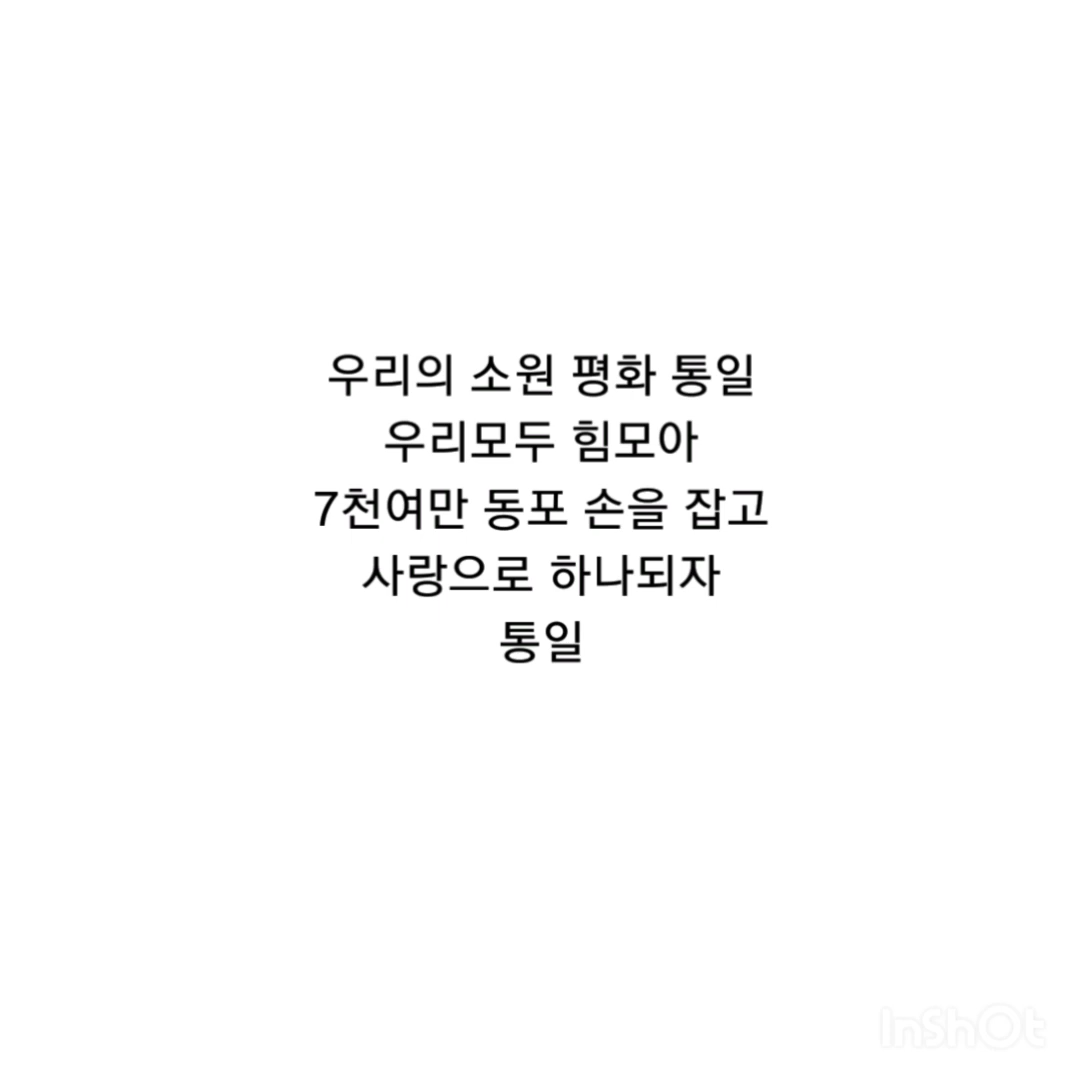 우리의 소원 평화 통일
우리모두 힘모아
7천여만 동포 손을 잡고
사랑으로 하나되자
통일
InShOt